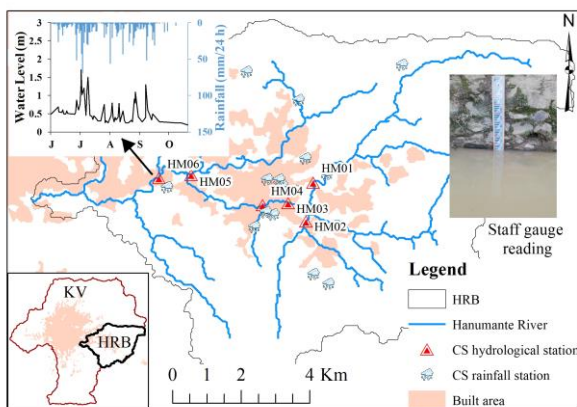 3
2.5
2
1.5
1
0.5
0
Water Level (m)
0
50
100
150
Rainfall (mm/24 h)
J J A S O
N
HM06
HM05
HM01
HM04
HM03
HM02
Staff gauge
reading
Legend
HRB
Hanumante River
CS hydrological station
CS rainfall station
Built area
KV
HRB
0 2 4 Km